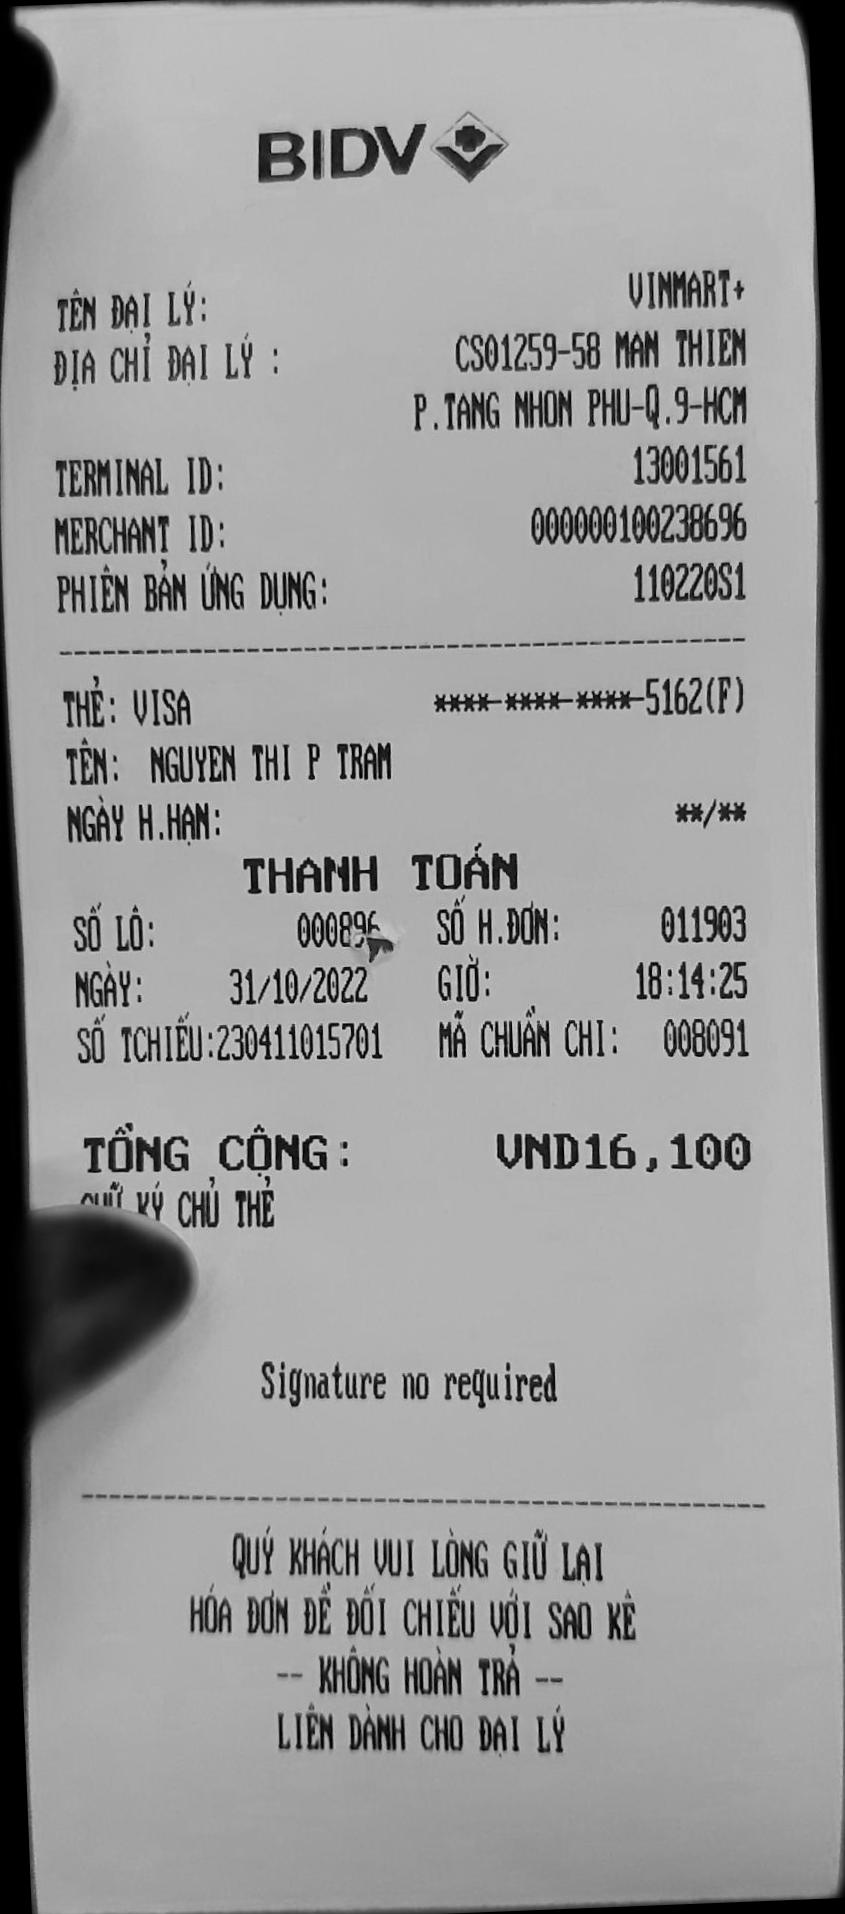 BIDV
TÊN ĐẠI LÝ: VINMART+
ĐỊA CHỈ ĐẠI LÝ : CS01259-58 MAN THIEN
P.TANG NHON PHU-Q.9-HCM
TERMINAL ID: 13001561
MERCHANT ID: 000000100238696
PHIÊN BẢN ỨNG DỤNG: 110220S1
THẺ: VISA ****-****-****-5162(F)
TÊN: NGUYEN THI P TRAM
NGÀY H.HẠN: **/**
THANH TOÁN
SỐ LÔ: 000896 SỐ H.ĐƠN: 011903
NGÀY: 31/10/2022 GIỜ: 18:14:25
SỐ TCHIẾU:230411015701 MÃ CHUẨN CHI: 008091
TỔNG CỘNG: VND16,100
CHỮ KÝ CHỦ THẺ
Signature no required
QUÝ KHÁCH VUI LÒNG GIỮ LẠI
HÓA ĐƠN ĐỂ ĐỐI CHIẾU VỚI SAO KÊ
-- KHÔNG HOÀN TRẢ --
LIÊN DÀNH CHO ĐẠI LÝ